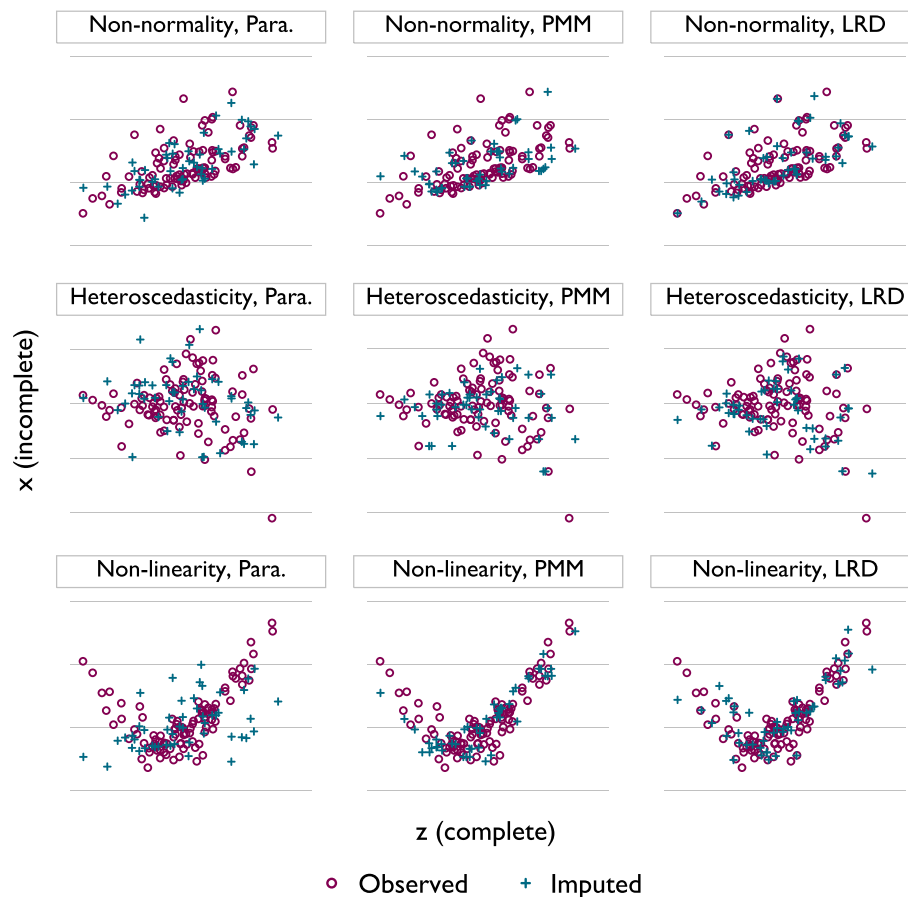 Non-normality, Para.
Non-normality, PMM
Non-normality, LRD
Heteroscedasticity, Para.
Heteroscedasticity, PMM
Heteroscedasticity, LRD
x (incomplete)
Non-linearity, Para.
Non-linearity, PMM
Non-linearity, LRD
z (complete)
Observed
Imputed